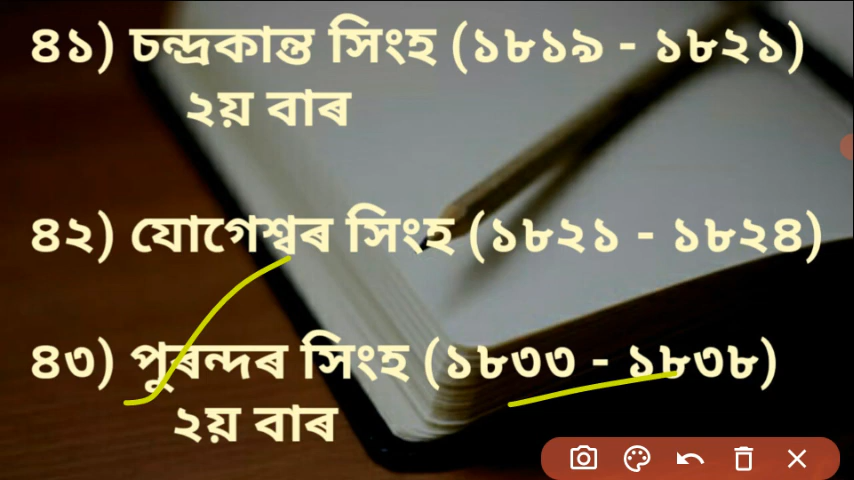 ৪১) চন্দ্ৰকান্ত সিংহ (১৮১৯ - ১৮২১)
২য় বাৰ
৪২) যোগেশ্বৰ সিংহ (১৮২১ - ১৮২৪)
৪৩) পুৰন্দৰ সিংহ (১৮৩৩ - ১৮৩৮)
২য় বাৰ